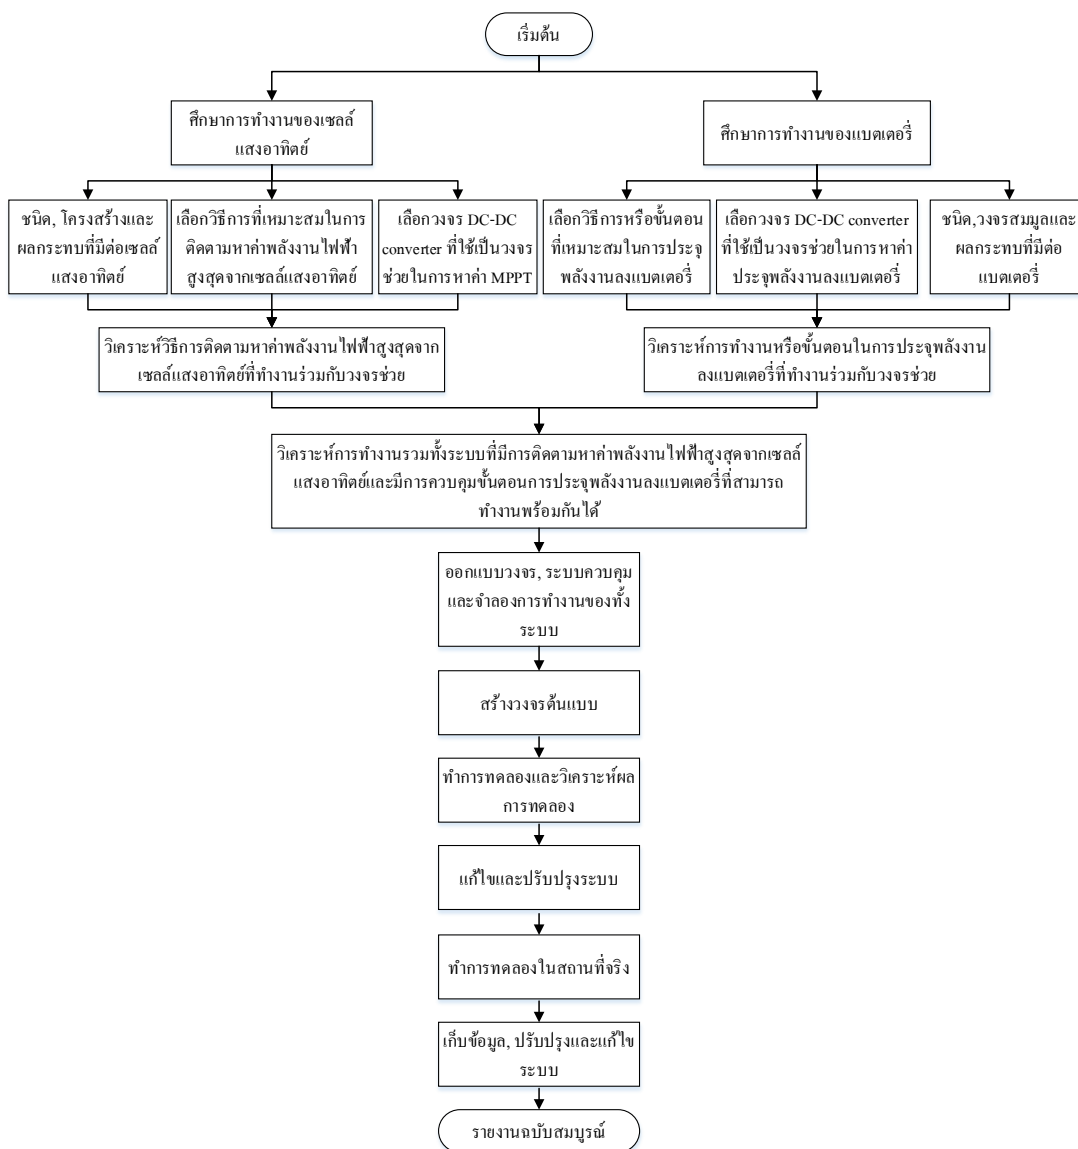 เริ่มต้น
ศึกษาการทำงานของเซลล์
แสงอาทิตย์
ศึกษาการทำงานของแบตเตอรี่
ชนิด, โครงสร้างและ
ผลกระทบที่มีต่อเซลล์
แสงอาทิตย์
เลือกวิธีการที่เหมาะสมในการ
ติดตามหาค่าพลังงานไฟฟ้า
สูงสุดจากเซลล์แสงอาทิตย์
เลือกวงจร DC-DC
converter ที่ใช้เป็นวงจร
ช่วยในการหาค่า MPPT
เลือกวิธีการหรือขั้นตอน
ที่เหมาะสมในการประจุ
พลังงานลงแบตเตอรี่
เลือกวงจร DC-DC converter
ที่ใช้เป็นวงจรช่วยในการหาค่า
ประจุพลังงานลงแบตเตอรี่
ชนิด,วงจรสมมูลและ
ผลกระทบที่มีต่อ
แบตเตอรี่
วิเคราะห์วิธีการติดตามหาค่าพลังงานไฟฟ้าสูงสุดจาก
เซลล์แสงอาทิตย์ที่ทำงานร่วมกับวงจรช่วย
วิเคราะห์การทำงานหรือขั้นตอนในการประจุพลังงาน
ลงแบตเตอรี่ที่ทำงานร่วมกับวงจรช่วย
วิเคราะห์การทำงานรวมทั้งระบบที่มีการติดตามหาค่าพลังงานไฟฟ้าสูงสุดจากเซลล์
แสงอาทิตย์และมีการควบคุมขั้นตอนการประจุพลังงานลงแบตเตอรี่ที่สามารถ
ทำงานพร้อมกันได้
ออกแบบวงจร, ระบบควบคุม
และจำลองการทำงานของทั้ง
ระบบ
สร้างวงจรต้นแบบ
ทำการทดลองและวิเคราะห์ผล
การทดลอง
แก้ไขและปรับปรุงระบบ
ทำการทดลองในสถานที่จริง
เก็บข้อมูล, ปรับปรุงและแก้ไข
ระบบ
รายงานฉบับสมบูรณ์